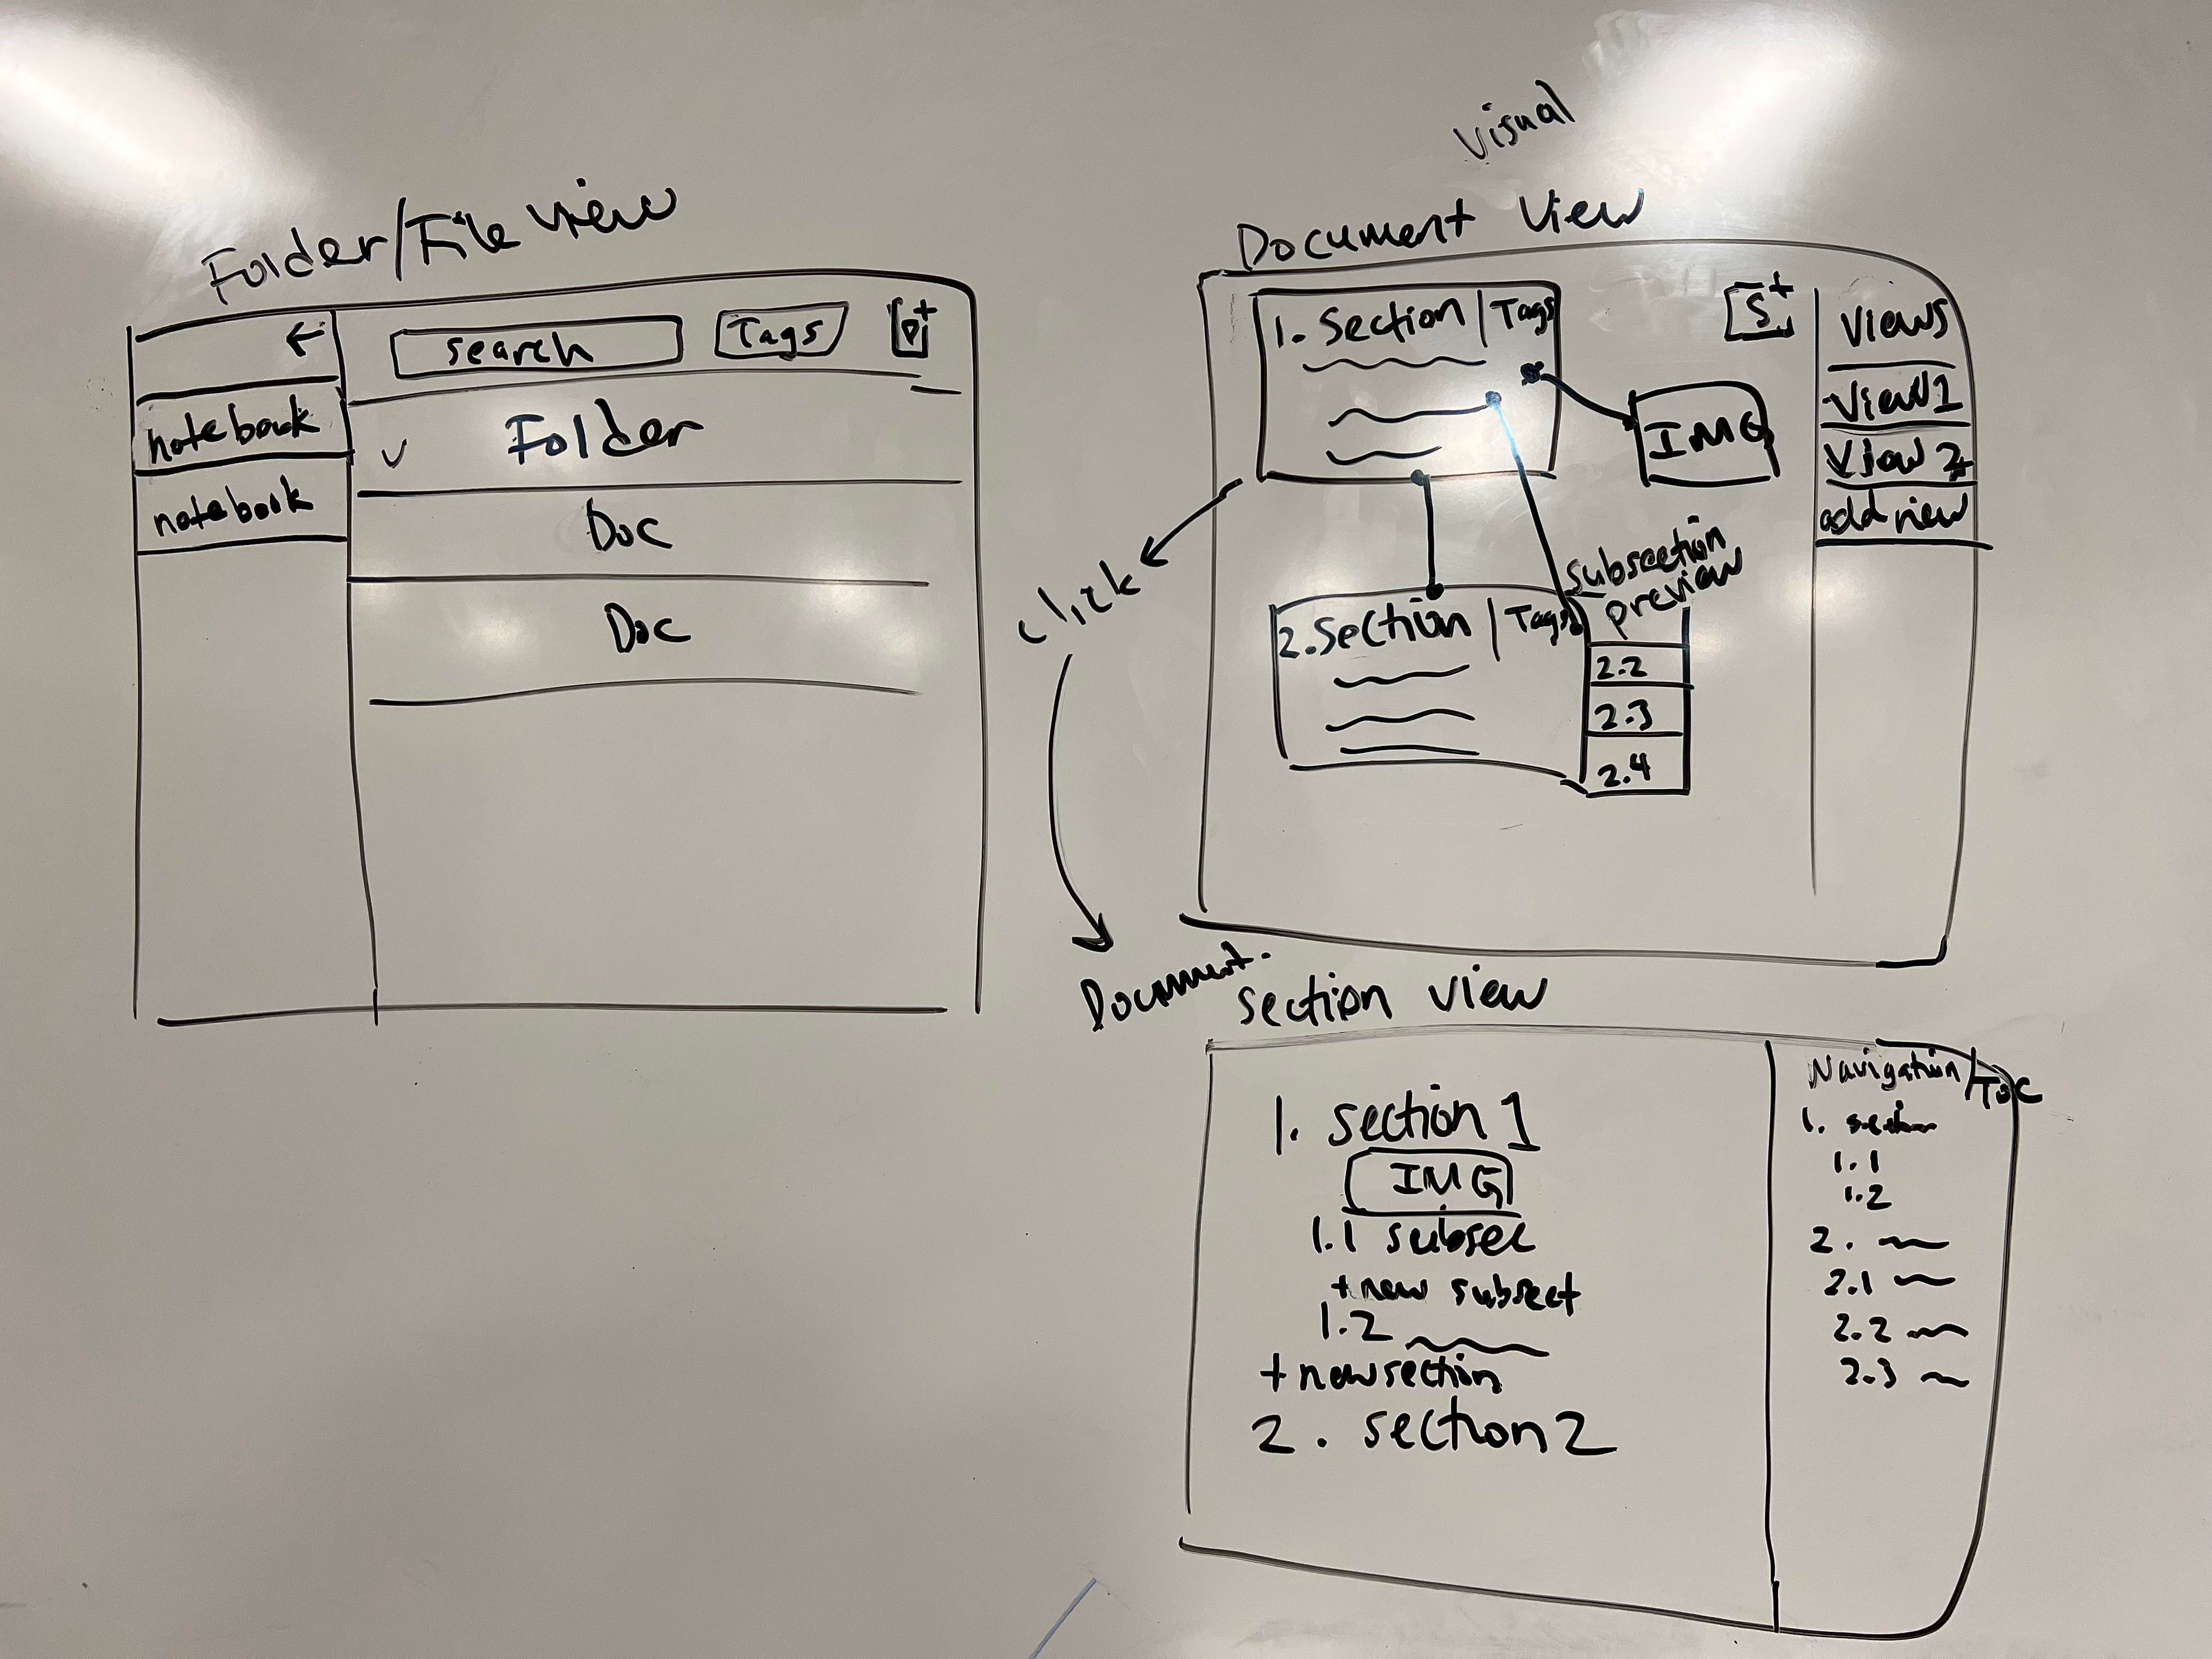 Folder/File view
←
search
Tags
+
notebook
notebook
Folder
Doc
Doc
Visual
Document View
1. Section | Tags
S+
IMG
Views
View 1
View 2
add view
click
subsection
preview
2. Section | Tags
2.2
2.3
2.4
Document.
section view
1. section 1
IMG
1.1 subsec
+new subsect
1.2
+ new section
2. section 2
Navigation/TOC
1. section
1.1
1.2
2.
2.1
2.2
2.3